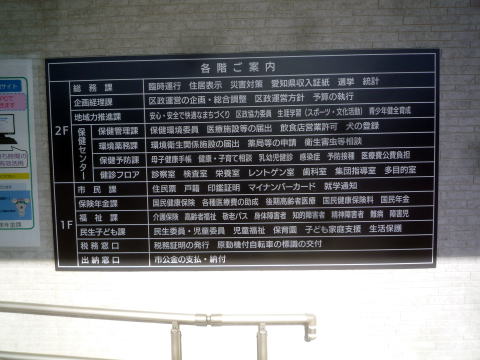 各階ご案内
2F
総務課 臨時運行 住居表示 災害対策 愛知県収入証紙 選挙 統計
企画経理課 区政運営の企画・総合調整 区政運営方針 予算の執行
地域力推進課 安心・安全で快適なまちづくり 区政協力委員 生涯学習(スポーツ・文化活動) 青少年健全育成
保健センター
保健管理課 保健環境委員 医療施設等の届出 飲食店営業許可 犬の登録
環境薬務課 環境衛生関係施設の届出 薬局等の申請 衛生害虫等相談
保健予防課 母子健康手帳 健康・子育て相談 乳幼児健診 感染症 予防接種 医療費公費負担
健診フロア 診察室 検査室 栄養室 レントゲン室 歯科室 集団指導室 多目的室
1F
市民課 住民票 戸籍 印鑑証明 マイナンバーカード 就学通知
保険年金課 国民健康保険 各種医療費の助成 後期高齢者医療 国民健康保険料 国民年金
福祉課 介護保険 高齢者福祉 敬老パス 身体障害者 知的障害者 精神障害者 難病 障害児
民生子ども課 民生委員・児童委員 児童福祉 保育園 子ども家庭支援 生活保護
税務窓口 税務証明の発行 原動機付自転車の標識の交付
出納窓口 市公金の支払・納付